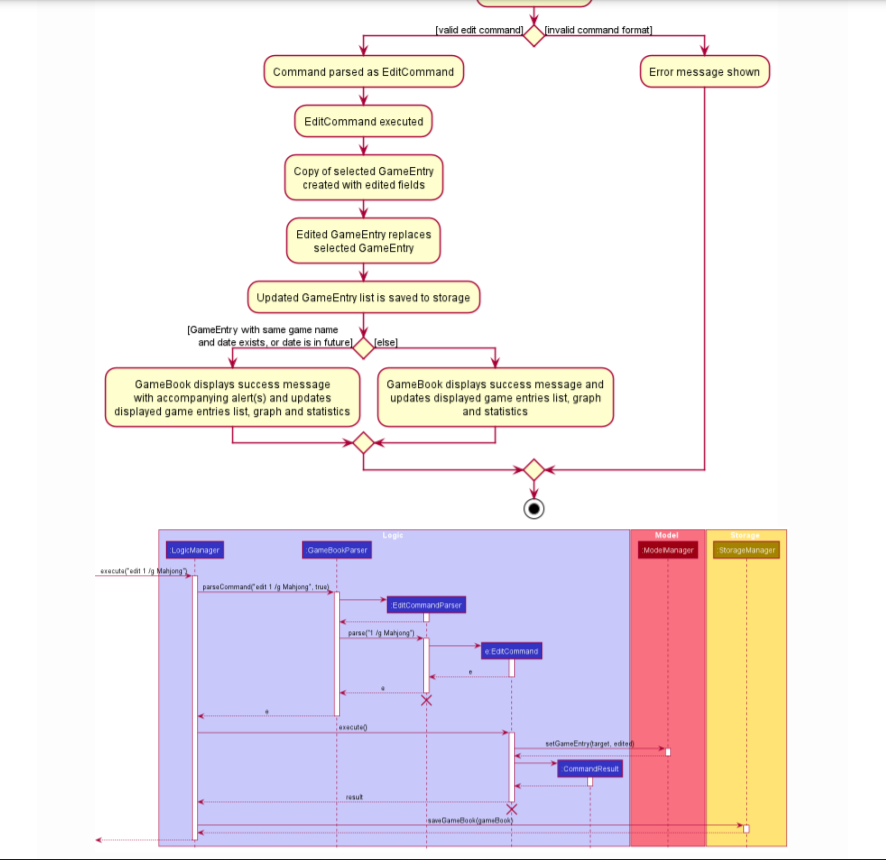 [valid edit command]
[invalid command format]
Command parsed as EditCommand
Error message shown
EditCommand executed
Copy of selected GameEntry
created with edited fields
Edited GameEntry replaces
selected GameEntry
Updated GameEntry list is saved to storage
[GameEntry with same game name
and date exists, or date is in future]
[else]
GameBook displays success message
with accompanying alert(s) and updates
displayed game entries list, graph and statistics
GameBook displays success message and
updates displayed game entries list, graph
and statistics
Logic
Model
Storage
:LogicManager
:GameBookParser
:ModelManager
:StorageManager
execute("edit 1 /g Mahjong")
parseCommand("edit 1 /g Mahjong", true)
:EditCommandParser
parse("1 /g Mahjong")
e:EditCommand
e
e
e
execute()
setGameEntry(target, edited)
:CommandResult
result
saveGameBook(gameBook)